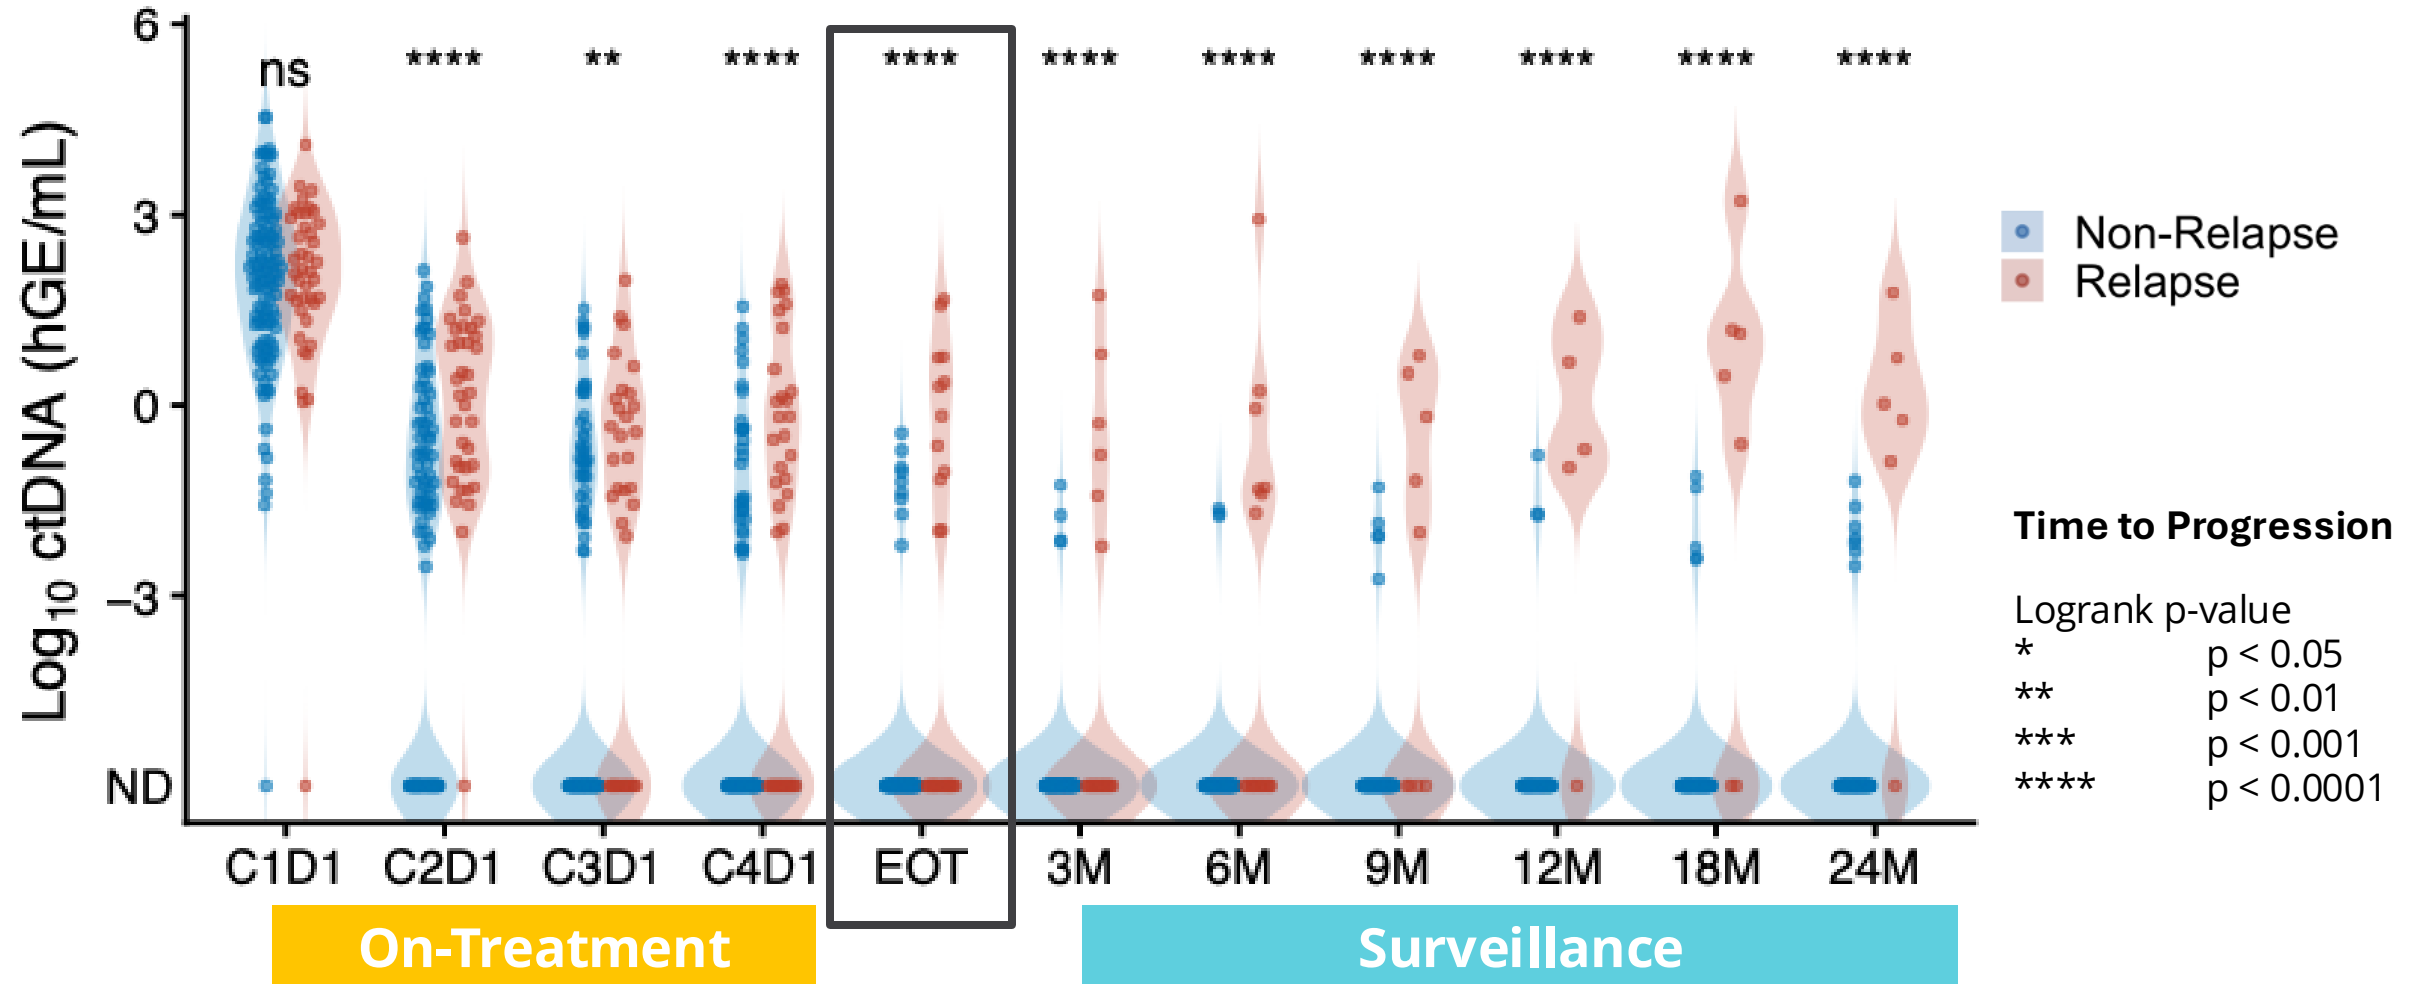 6
3
0
−3
ND
Log10 ctDNA (hGE/mL)
ns
****
**
****
****
****
****
****
****
****
****
C1D1
C2D1
C3D1
C4D1
EOT
3M
6M
9M
12M
18M
24M
On-Treatment
Surveillance
Non-Relapse
Relapse
Time to Progression
Logrank p-value
* p < 0.05
** p < 0.01
*** p < 0.001
**** p < 0.0001